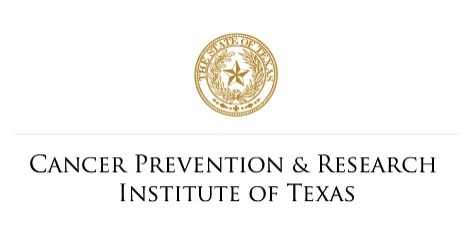 THE STATE OF TEXAS
CANCER PREVENTION & RESEARCH
INSTITUTE OF TEXAS